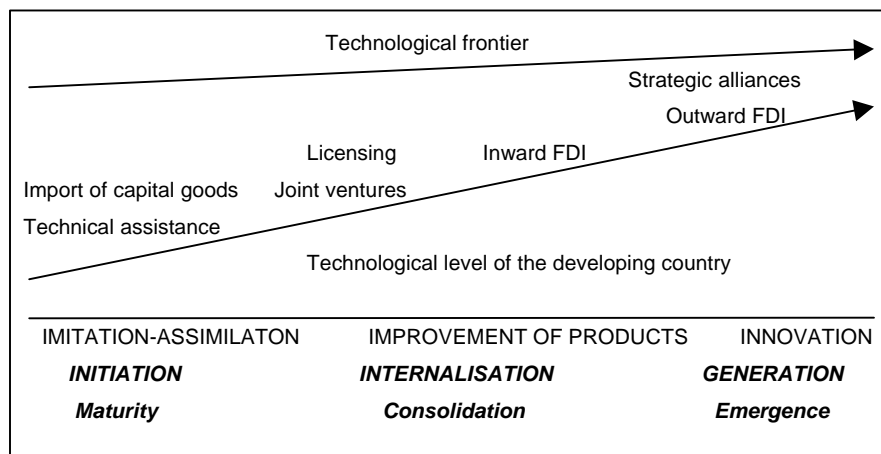 Technological frontier
Strategic alliances
Outward FDI
Licensing
Inward FDI
Import of capital goods
Joint ventures
Technical assistance
Technological level of the developing country
IMITATION-ASSIMILATON
IMPROVEMENT OF PRODUCTS
INNOVATION
INITIATION
INTERNALISATION
GENERATION
Maturity
Consolidation
Emergence